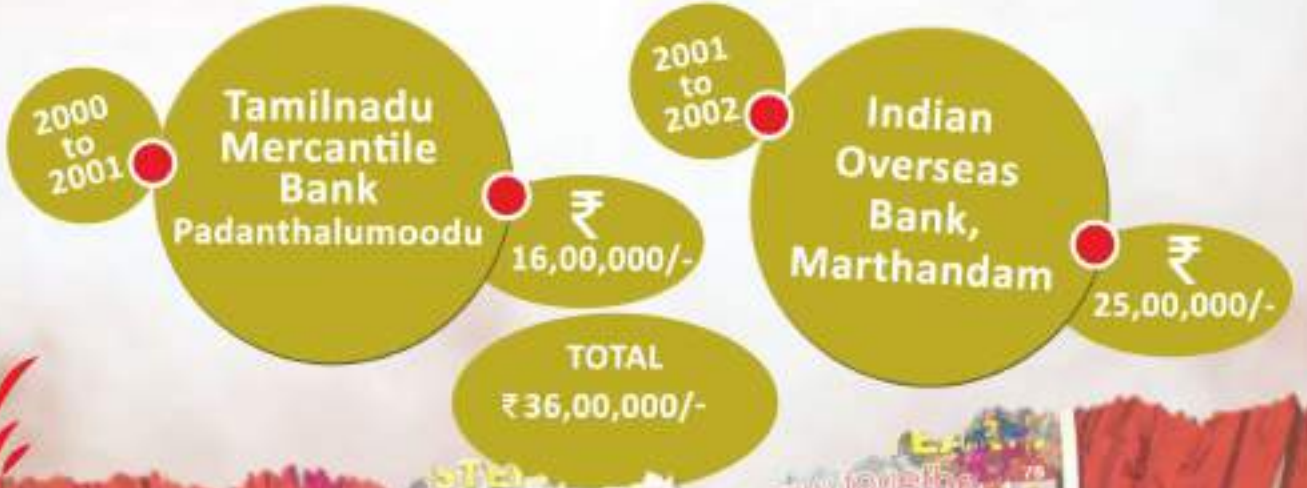 2000
to
2001
Tamilnadu
Mercantile
Bank
Padanthalumoodu
₹
16,00,000/-
2001
to
2002
Indian
Overseas
Bank,
Marthandam
₹
25,00,000/-
TOTAL
₹36,00,000/-